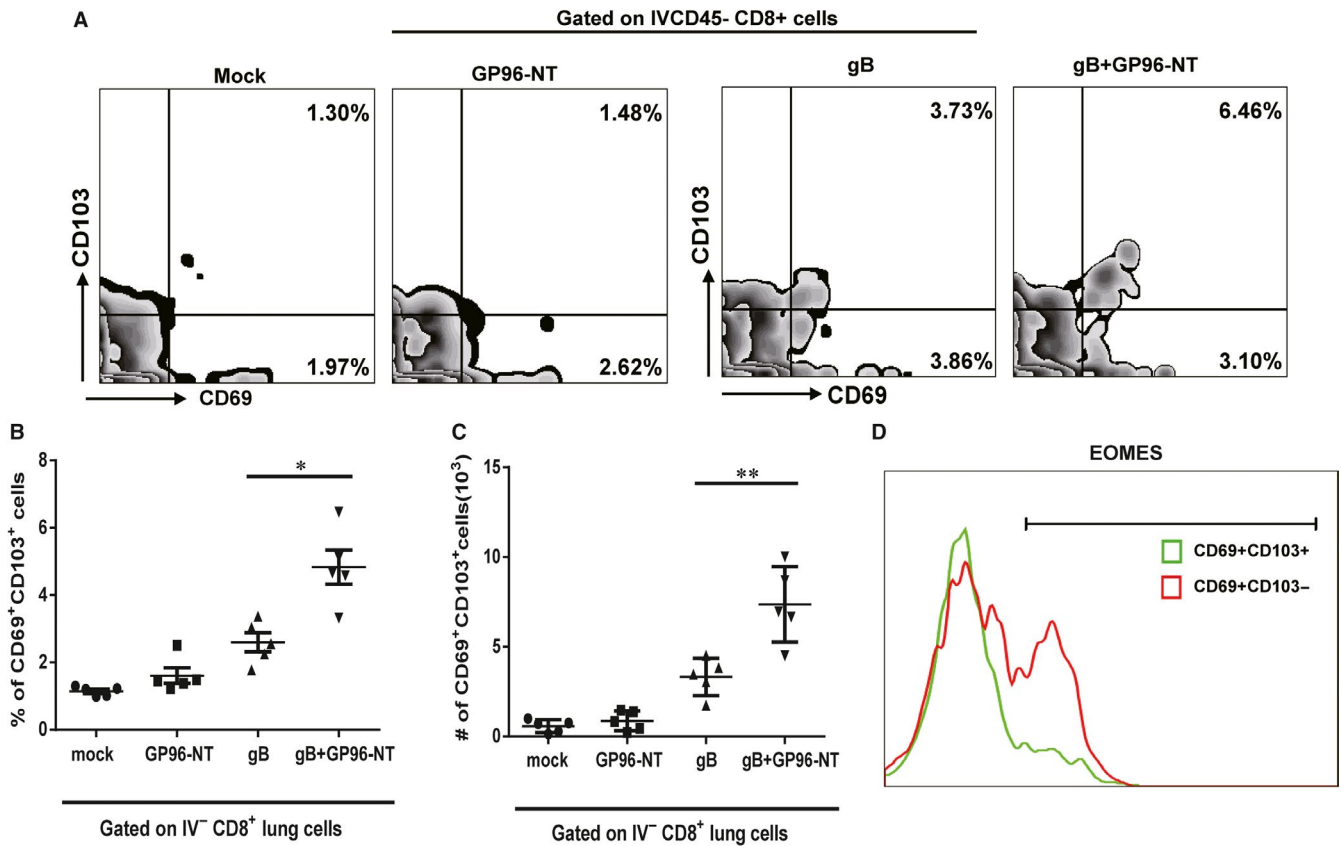 A
Gated on IVCD45- CD8+ cells
Mock
GP96-NT
gB
gB+GP96-NT
CD103
1.30%
1.97%
1.48%
2.62%
CD103
3.73%
3.86%
6.46%
3.10%
CD69
CD69
B
% of CD69⁺CD103⁺ cells
8
6
4
2
0
*
mock GP96-NT gB gB+GP96-NT
Gated on IV⁻ CD8⁺ lung cells
C
# of CD69⁺CD103⁺cells(10³)
15
10
5
0
**
mock GP96-NT gB gB+GP96-NT
Gated on IV⁻ CD8⁺ lung cells
D
EOMES
CD69+CD103+
CD69+CD103–